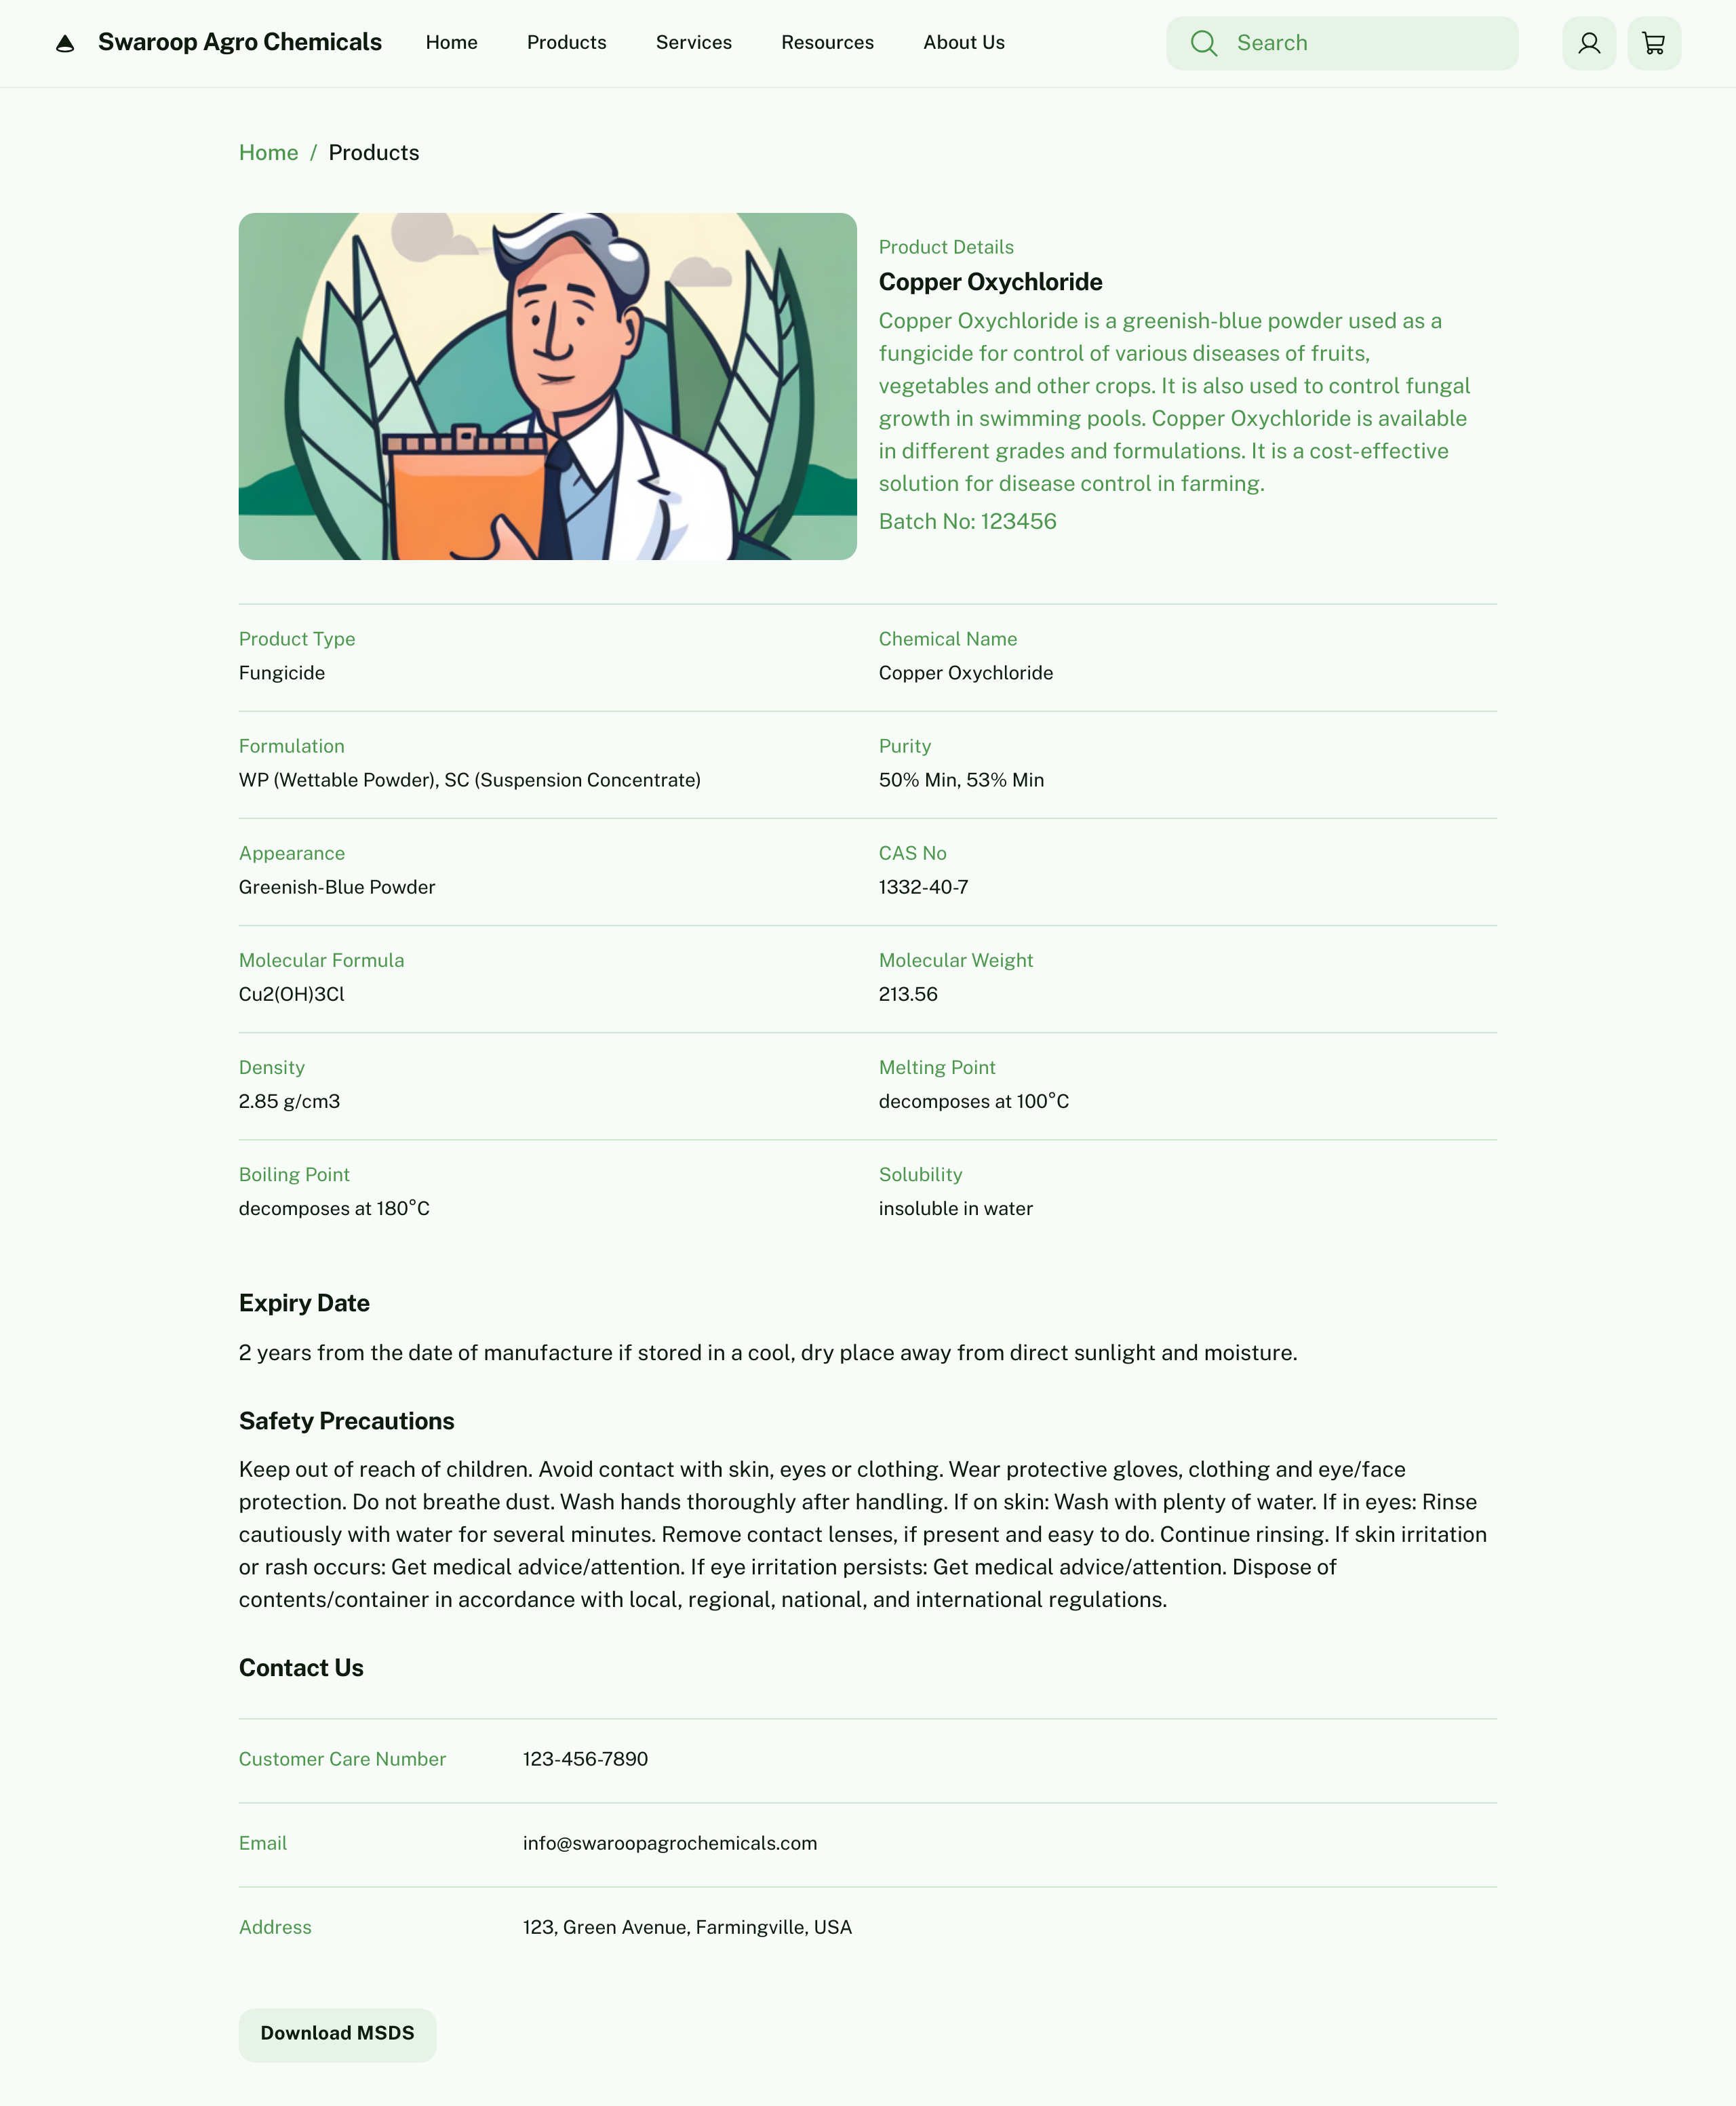 Swaroop Agro Chemicals
Home
Products
Services
Resources
About Us
Search
Home / Products
Product Details
Copper Oxychloride
Copper Oxychloride is a greenish-blue powder used as a
fungicide for control of various diseases of fruits,
vegetables and other crops. It is also used to control fungal
growth in swimming pools. Copper Oxychloride is available
in different grades and formulations. It is a cost-effective
solution for disease control in farming.
Batch No: 123456
Product Type
Fungicide
Chemical Name
Copper Oxychloride
Formulation
WP (Wettable Powder), SC (Suspension Concentrate)
Purity
50% Min, 53% Min
Appearance
Greenish-Blue Powder
CAS No
1332-40-7
Molecular Formula
Cu2(OH)3Cl
Molecular Weight
213.56
Density
2.85 g/cm3
Melting Point
decomposes at 100°C
Boiling Point
decomposes at 180°C
Solubility
insoluble in water
Expiry Date
2 years from the date of manufacture if stored in a cool, dry place away from direct sunlight and moisture.
Safety Precautions
Keep out of reach of children. Avoid contact with skin, eyes or clothing. Wear protective gloves, clothing and eye/face
protection. Do not breathe dust. Wash hands thoroughly after handling. If on skin: Wash with plenty of water. If in eyes: Rinse
cautiously with water for several minutes. Remove contact lenses, if present and easy to do. Continue rinsing. If skin irritation
or rash occurs: Get medical advice/attention. If eye irritation persists: Get medical advice/attention. Dispose of
contents/container in accordance with local, regional, national, and international regulations.
Contact Us
Customer Care Number
123-456-7890
Email
info@swaroopagrochemicals.com
Address
123, Green Avenue, Farmingville, USA
Download MSDS